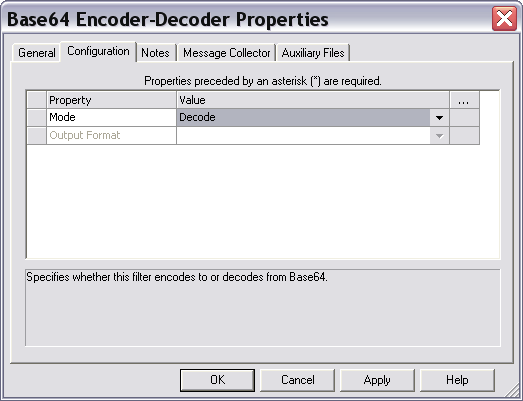 Base64 Encoder-Decoder Properties
General Configuration Notes Message Collector Auxiliary Files
Properties preceded by an asterisk (*) are required.
Property Value ...
Mode Decode
Output Format
Specifies whether this filter encodes to or decodes from Base64.
OK Cancel Apply Help